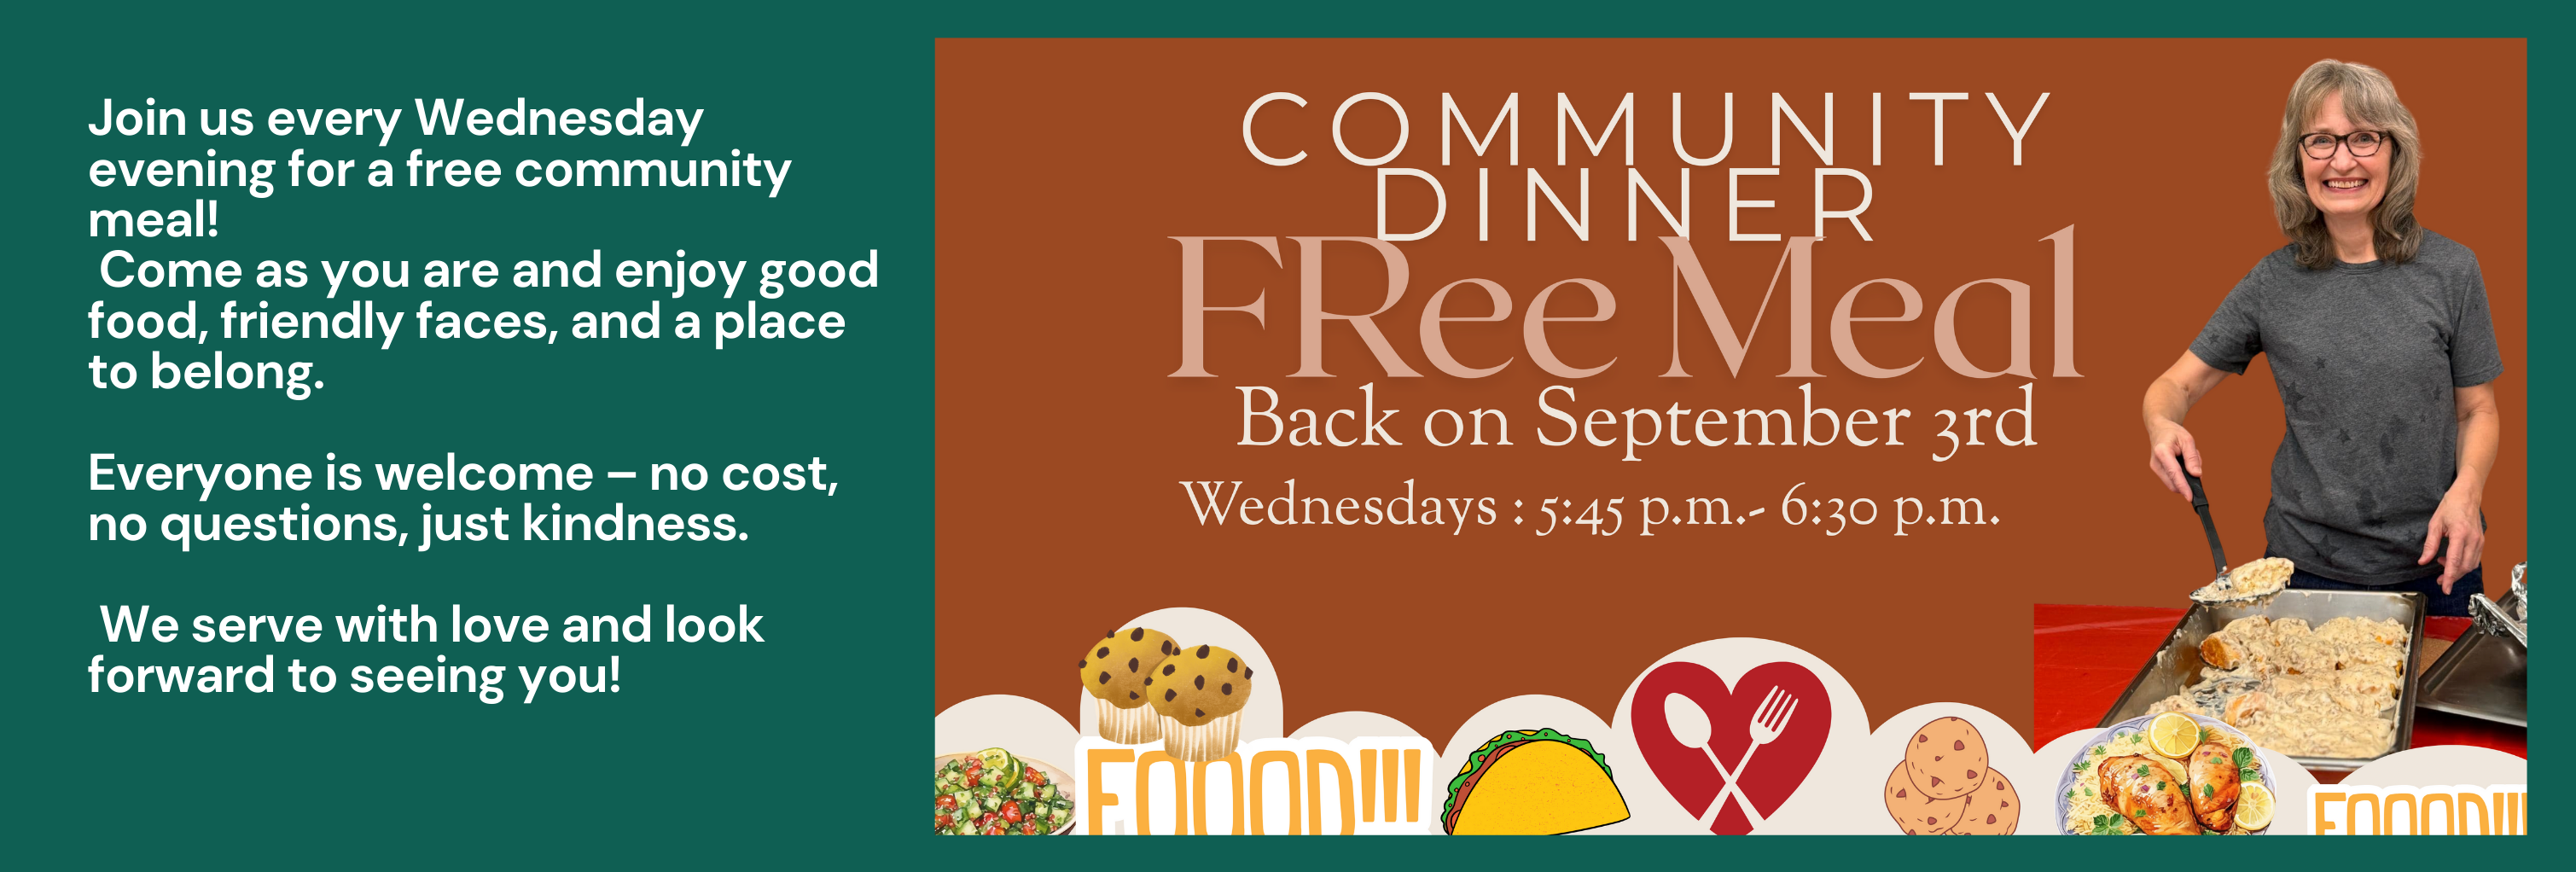 Join us every Wednesday
evening for a free community
meal!
Come as you are and enjoy good
food, friendly faces, and a place
to belong.
Everyone is welcome – no cost,
no questions, just kindness.
We serve with love and look
forward to seeing you!
COMMUNITY
DINNER
FRee Meal
Back on September 3rd
Wednesdays : 5:45 p.m.- 6:30 p.m.
FOOOD!!!
FOOOD!!!